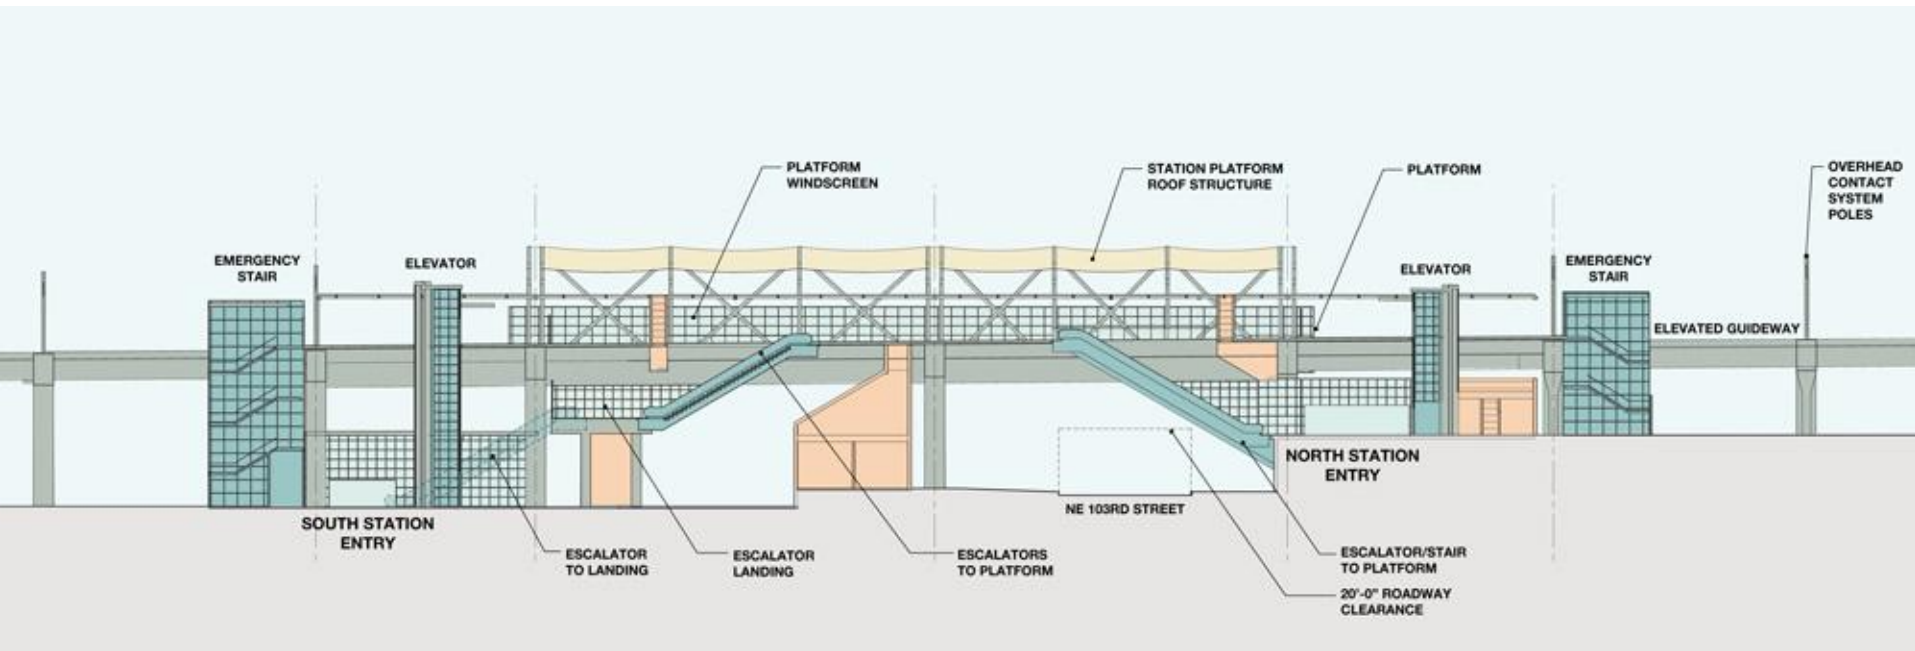 PLATFORM
WINDSCREEN
STATION PLATFORM
ROOF STRUCTURE
PLATFORM
OVERHEAD
CONTACT
SYSTEM
POLES
EMERGENCY
STAIR
ELEVATOR
ELEVATOR
EMERGENCY
STAIR
ELEVATED GUIDEWAY
NORTH STATION
ENTRY
NE 103RD STREET
SOUTH STATION
ENTRY
ESCALATOR
TO LANDING
ESCALATOR
LANDING
ESCALATORS
TO PLATFORM
ESCALATOR/STAIR
TO PLATFORM
20'-0" ROADWAY
CLEARANCE